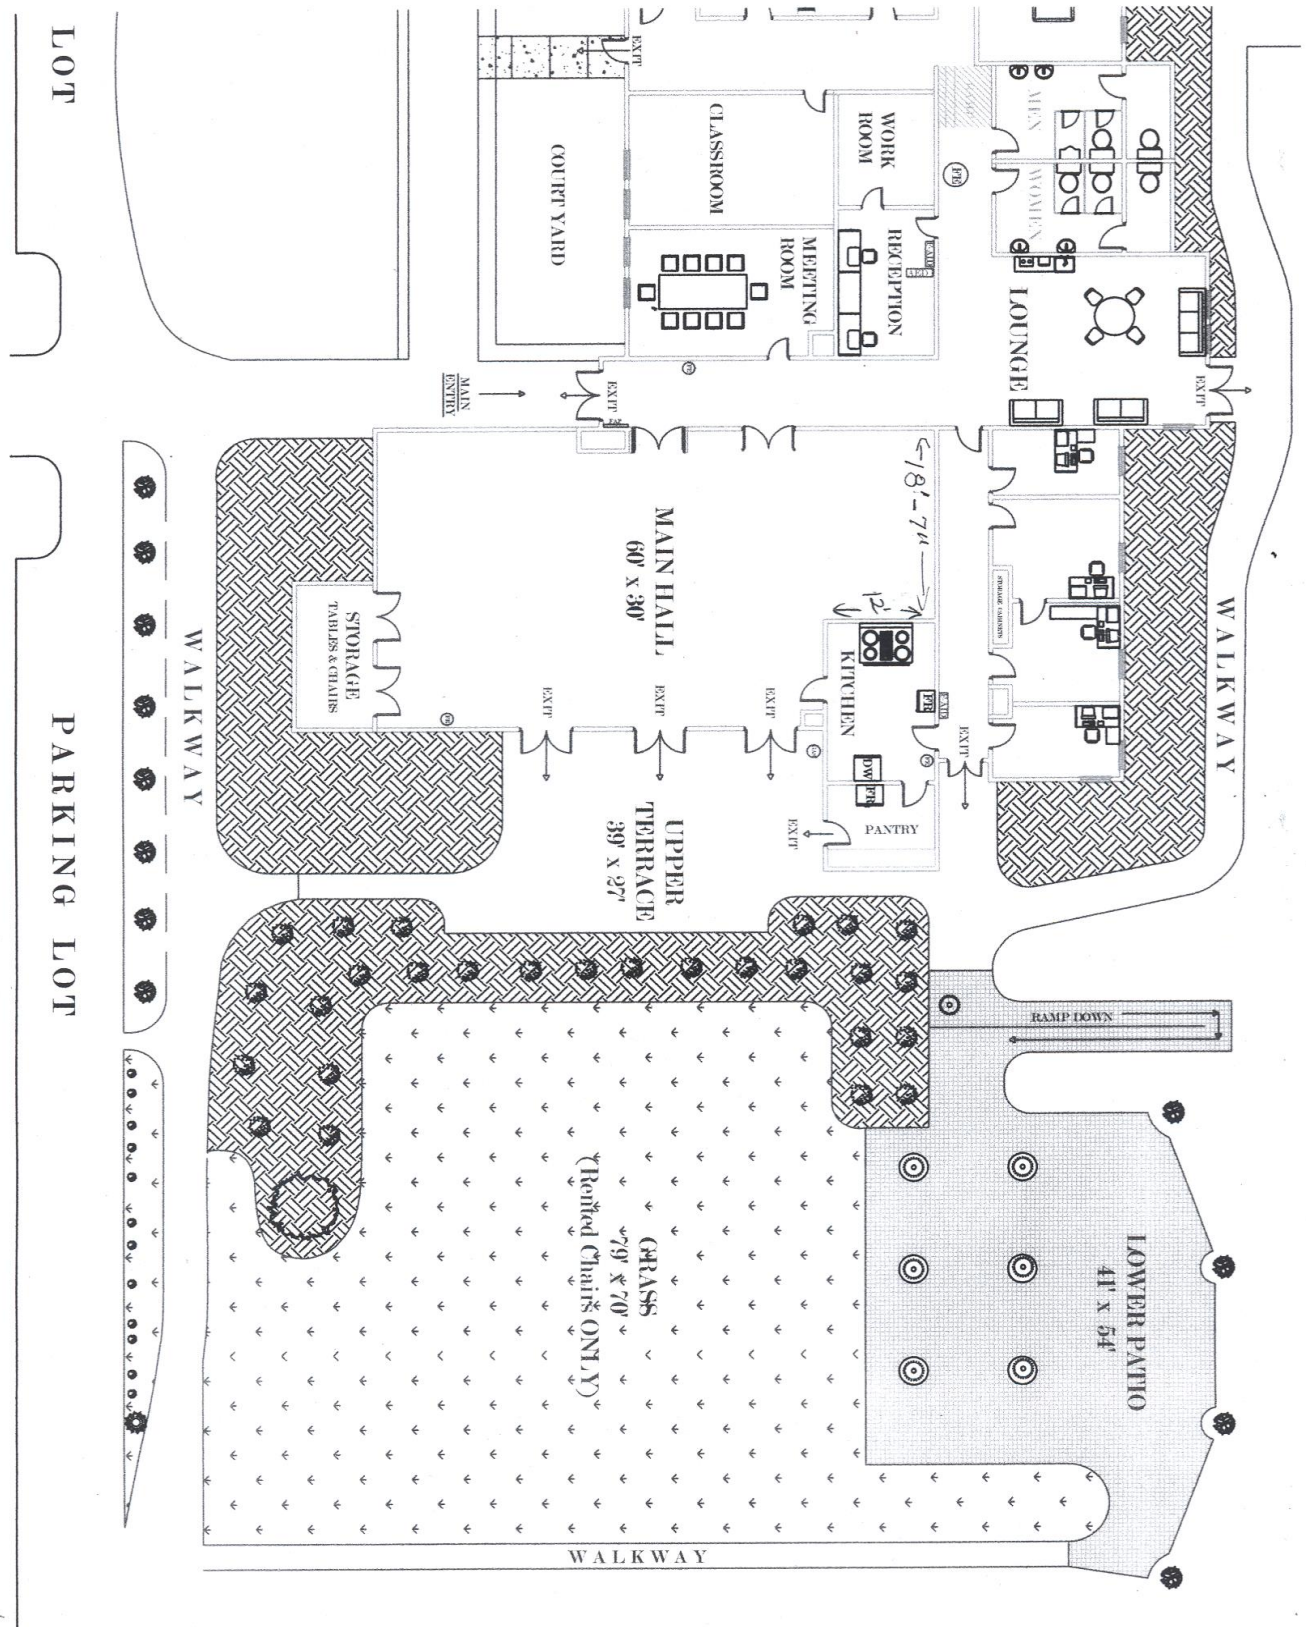 LOT
PARKING LOT
WALKWAY
COURT YARD
EXIT
CLASSROOM
WORK
ROOM
MEN
WOMEN
FE
RECEPTION
AED
MEETING
ROOM
LOUNGE
EXIT
MAIN
ENTRY
EXIT
MAIN HALL
60' x 30'
<-18'-7"->
12'
STORAGE
TABLES & CHAIRS
STORAGE CABINETS
KITCHEN
FR
EXIT
EXIT
EXIT
EXIT
DW
FR
PANTRY
EXIT
WALKWAY
UPPER
TERRACE
39' x 27'
RAMP DOWN
GRASS
79' x 70'
(Rented Chairs ONLY)
LOWER PATIO
41' x 54'
WALKWAY